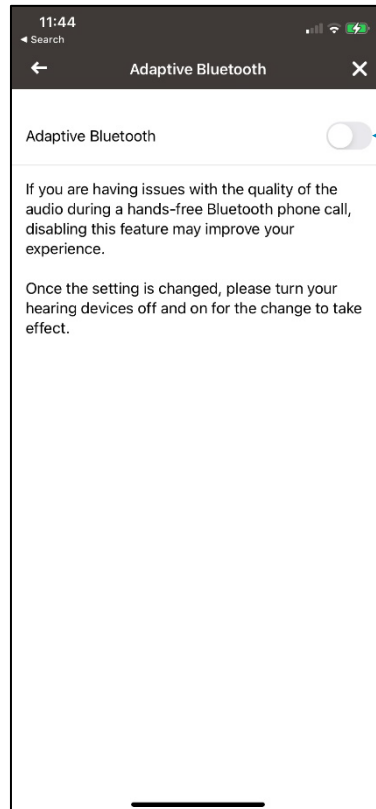 11:44
◀ Search
Adaptive Bluetooth
Adaptive Bluetooth
If you are having issues with the quality of the
audio during a hands-free Bluetooth phone call,
disabling this feature may improve your
experience.
Once the setting is changed, please turn your
hearing devices off and on for the change to take
effect.